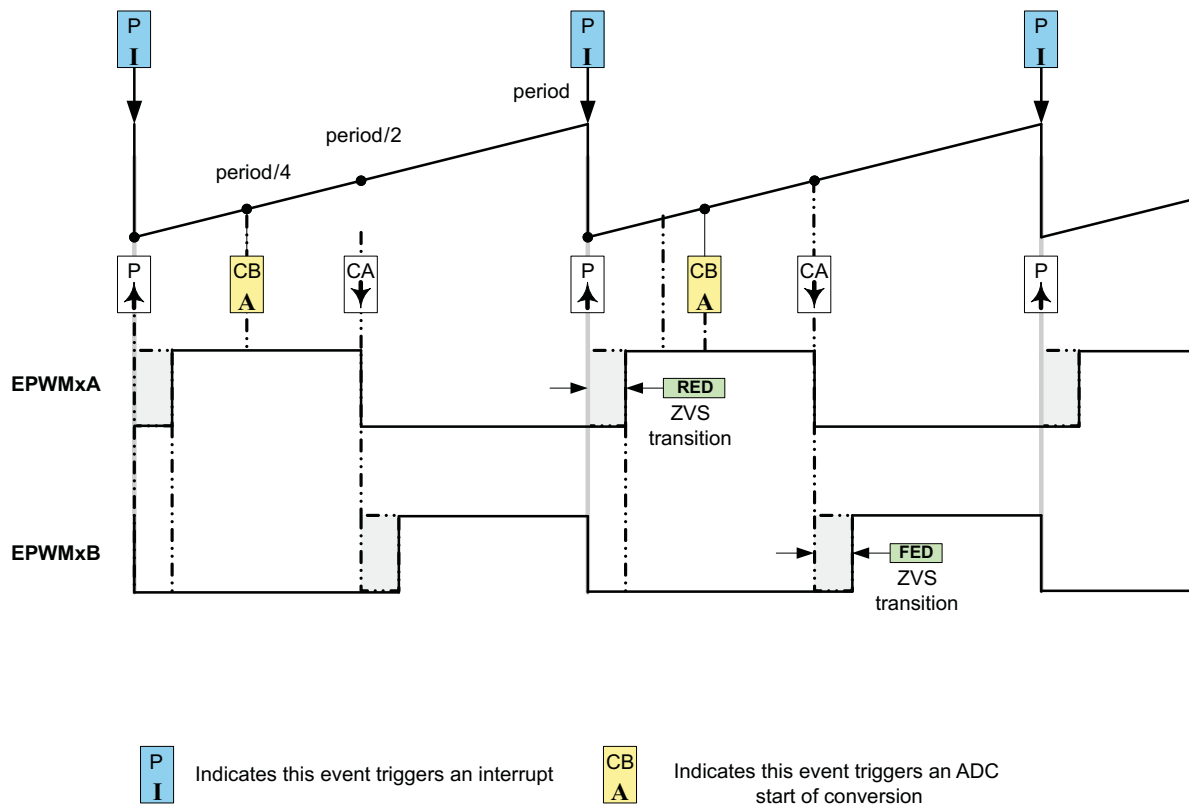 P
I
P
I
P
I
period
period/2
period/4
P
CB
A
CA
P
CB
A
CA
P
EPWMxA
RED
ZVS
transition
EPWMxB
FED
ZVS
transition
P
I
Indicates this event triggers an interrupt
CB
A
Indicates this event triggers an ADC
start of conversion